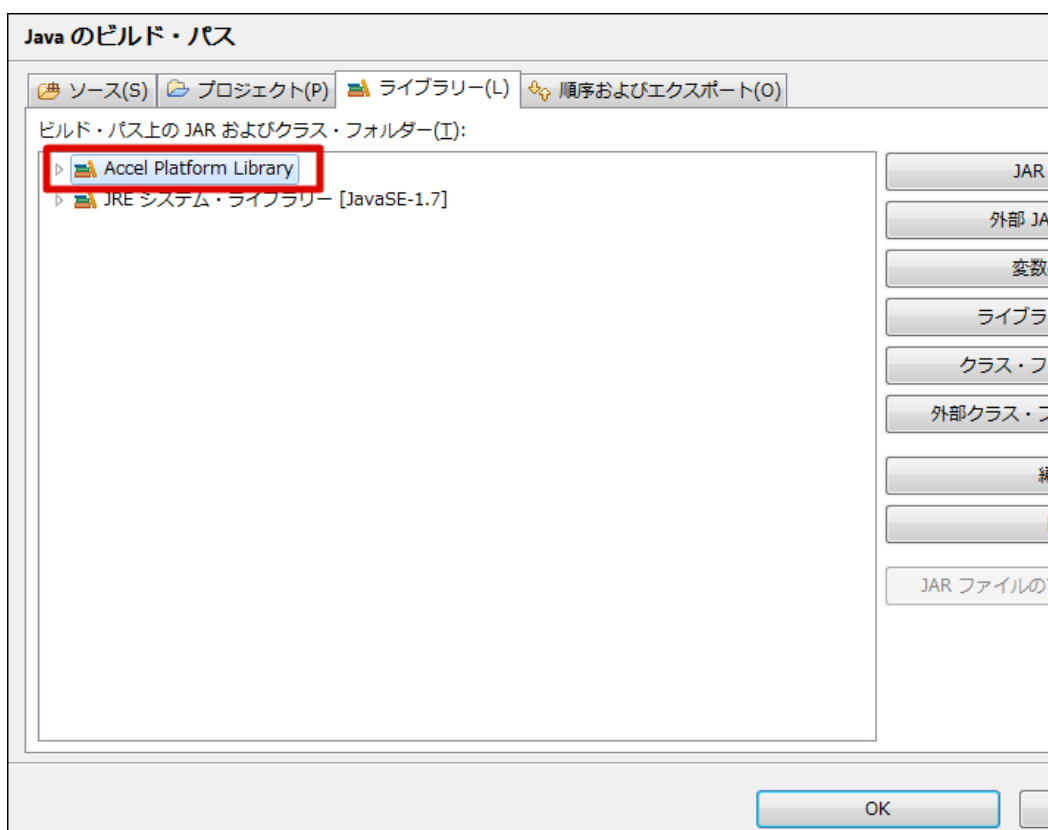 Java のビルド・パス
ソース(S) プロジェクト(P) ライブラリー(L) 順序およびエクスポート(O)
ビルド・パス上の JAR およびクラス・フォルダー(T):
Accel Platform Library
JRE システム・ライブラリー [JavaSE-1.7]
JAR
外部 JA
変数
ライブラ
クラス・フ
外部クラス・フ
JAR ファイルの
OK